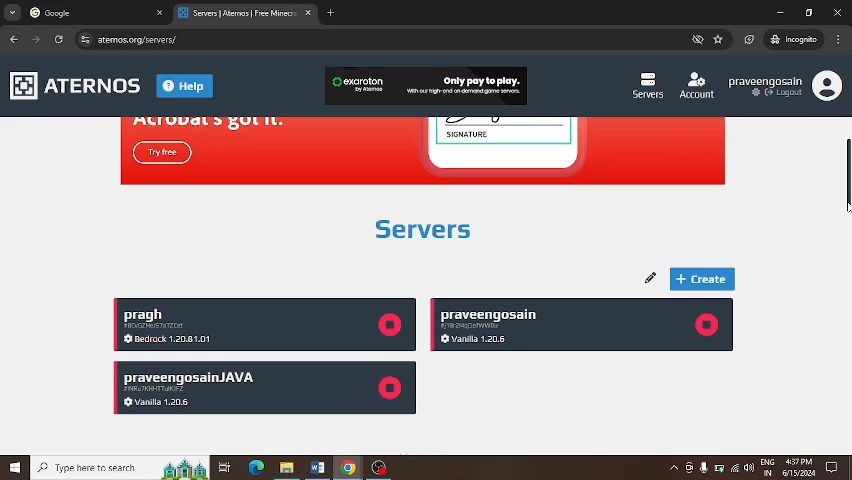 Google
Servers | Aternos | Free Minecr
aternos.org/servers/
Incognito
ATERNOS
Help
exaroton
by Aternos
Only pay to play.
With our high-end on demand game servers.
Servers
Account
praveengosain
Logout
Acrobat's got it.
SIGNATURE
Try free
Servers
Create
pragh
Bedrock 1.20.81.01
praveengosain
Vanilla 1.20.6
praveengosainJAVA
Vanilla 1.20.6
Type here to search
ENG
IN
4:37 PM
6/15/2024